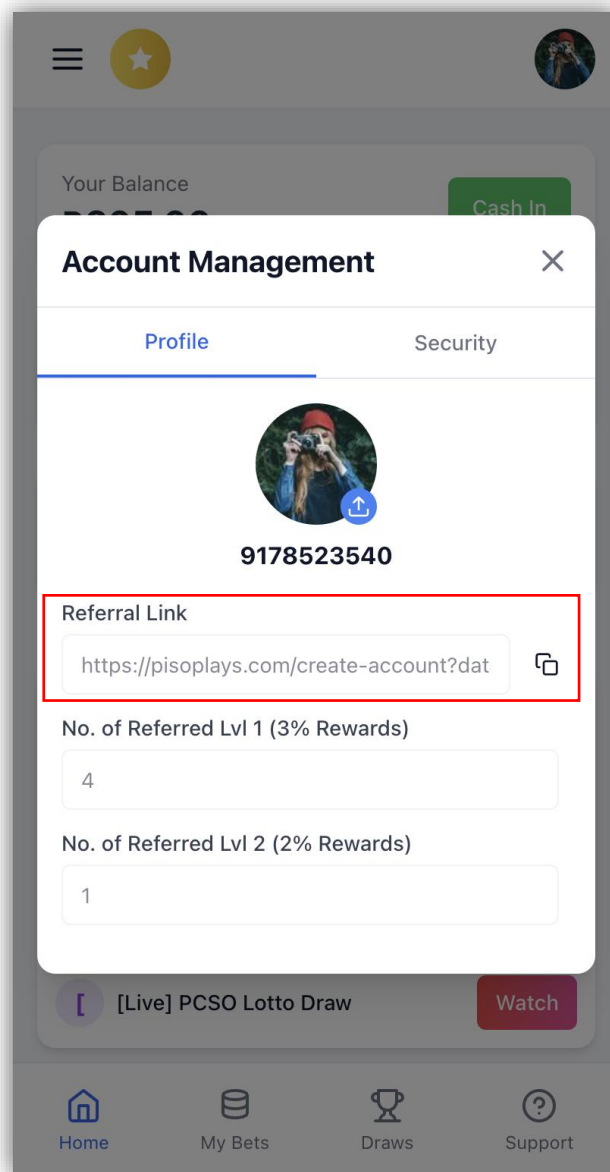 Your Balance
Cash In
Account Management
Profile
Security
9178523540
Referral Link
https://pisoplays.com/create-account?dat
No. of Referred Lvl 1 (3% Rewards)
4
No. of Referred Lvl 2 (2% Rewards)
1
[
[Live] PCSO Lotto Draw
Watch
Home
My Bets
Draws
Support